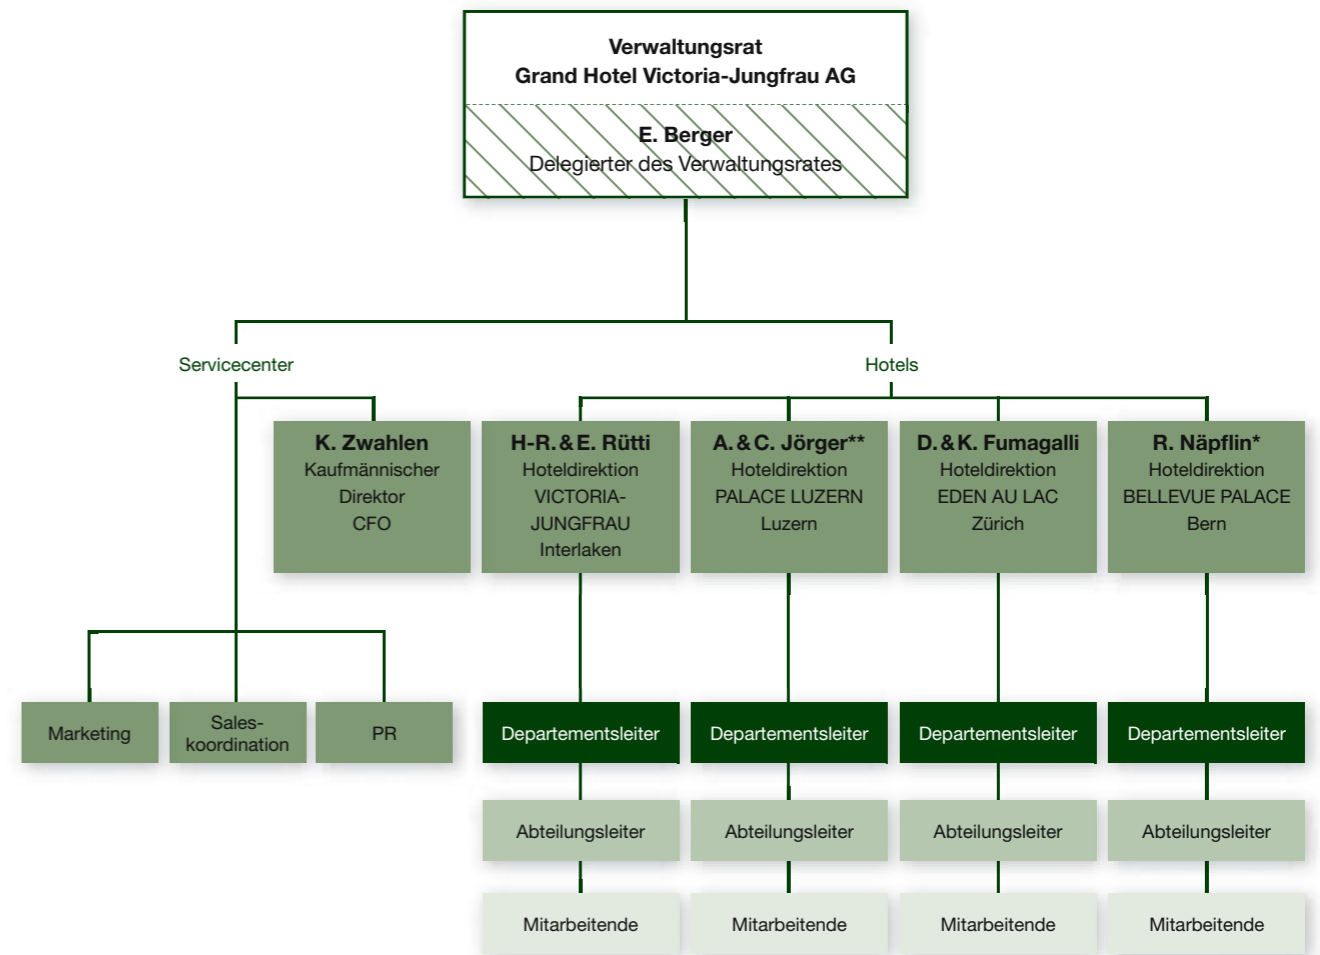 Verwaltungsrat
Grand Hotel Victoria-Jungfrau AG
E. Berger
Delegierter des Verwaltungsrates
Servicecenter
Hotels
K. Zwahlen
Kaufmännischer
Direktor
CFO
H-R. & E. Rütti
Hoteldirektion
VICTORIA-
JUNGFRAU
Interlaken
A. & C. Jörger**
Hoteldirektion
PALACE LUZERN
Luzern
D. & K. Fumagalli
Hoteldirektion
EDEN AU LAC
Zürich
R. Näpflin*
Hoteldirektion
BELLEVUE PALACE
Bern
Marketing
Sales-
koordination
PR
Departementsleiter
Departementsleiter
Departementsleiter
Departementsleiter
Abteilungsleiter
Abteilungsleiter
Abteilungsleiter
Abteilungsleiter
Mitarbeitende
Mitarbeitende
Mitarbeitende
Mitarbeitende